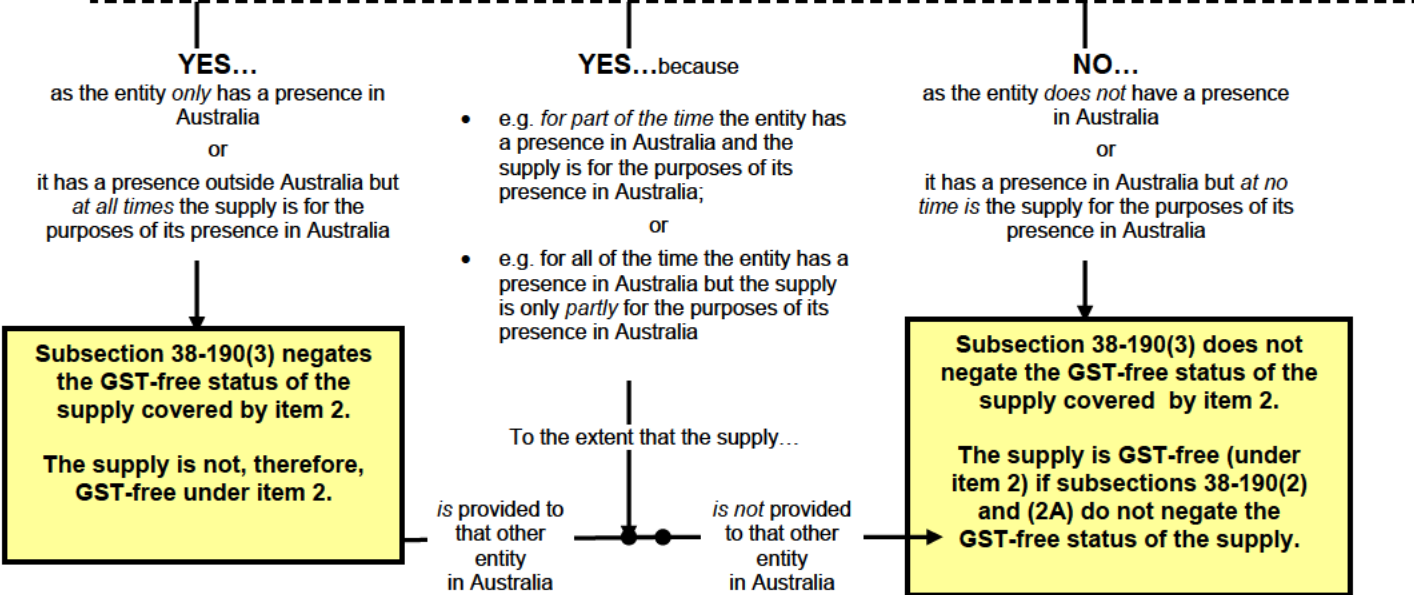 YES…
as the entity only has a presence in
Australia
or
it has a presence outside Australia but
at all times the supply is for the
purposes of its presence in Australia
Subsection 38-190(3) negates
the GST-free status of the
supply covered by item 2.
The supply is not, therefore,
GST-free under item 2.
YES…because
• e.g. for part of the time the entity has
a presence in Australia and the
supply is for the purposes of its
presence in Australia;
or
• e.g. for all of the time the entity has a
presence in Australia but the supply
is only partly for the purposes of its
presence in Australia
To the extent that the supply…
is provided to
that other
entity
in Australia
is not provided
to that other
entity
in Australia
NO…
as the entity does not have a presence
in Australia
or
it has a presence in Australia but at no
time is the supply for the purposes of its
presence in Australia
Subsection 38-190(3) does not
negate the GST-free status of the
supply covered by item 2.
The supply is GST-free (under
item 2) if subsections 38-190(2)
and (2A) do not negate the
GST-free status of the supply.